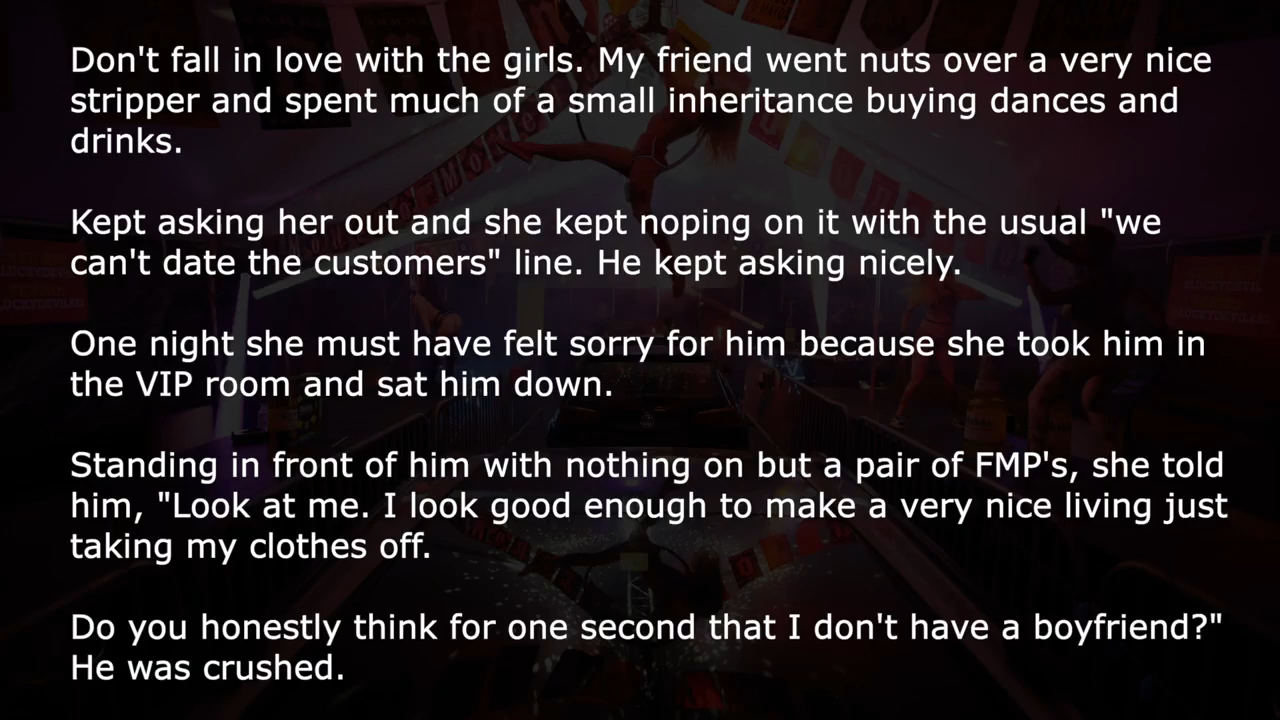 Don't fall in love with the girls. My friend went nuts over a very nice
stripper and spent much of a small inheritance buying dances and
drinks.
Kept asking her out and she kept noping on it with the usual "we
can't date the customers" line. He kept asking nicely.
One night she must have felt sorry for him because she took him in
the VIP room and sat him down.
Standing in front of him with nothing on but a pair of FMP's, she told
him, "Look at me. I look good enough to make a very nice living just
taking my clothes off.
Do you honestly think for one second that I don't have a boyfriend?"
He was crushed.